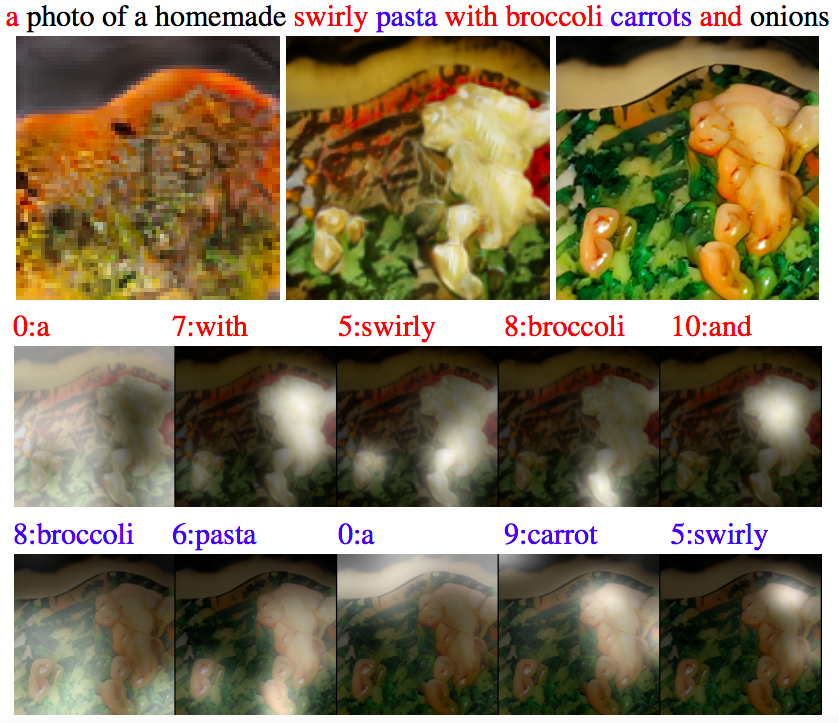 a photo of a homemade swirly pasta with broccoli carrots and onions
0:a 7:with 5:swirly 8:broccoli 10:and
8:broccoli 6:pasta 0:a 9:carrot 5:swirly